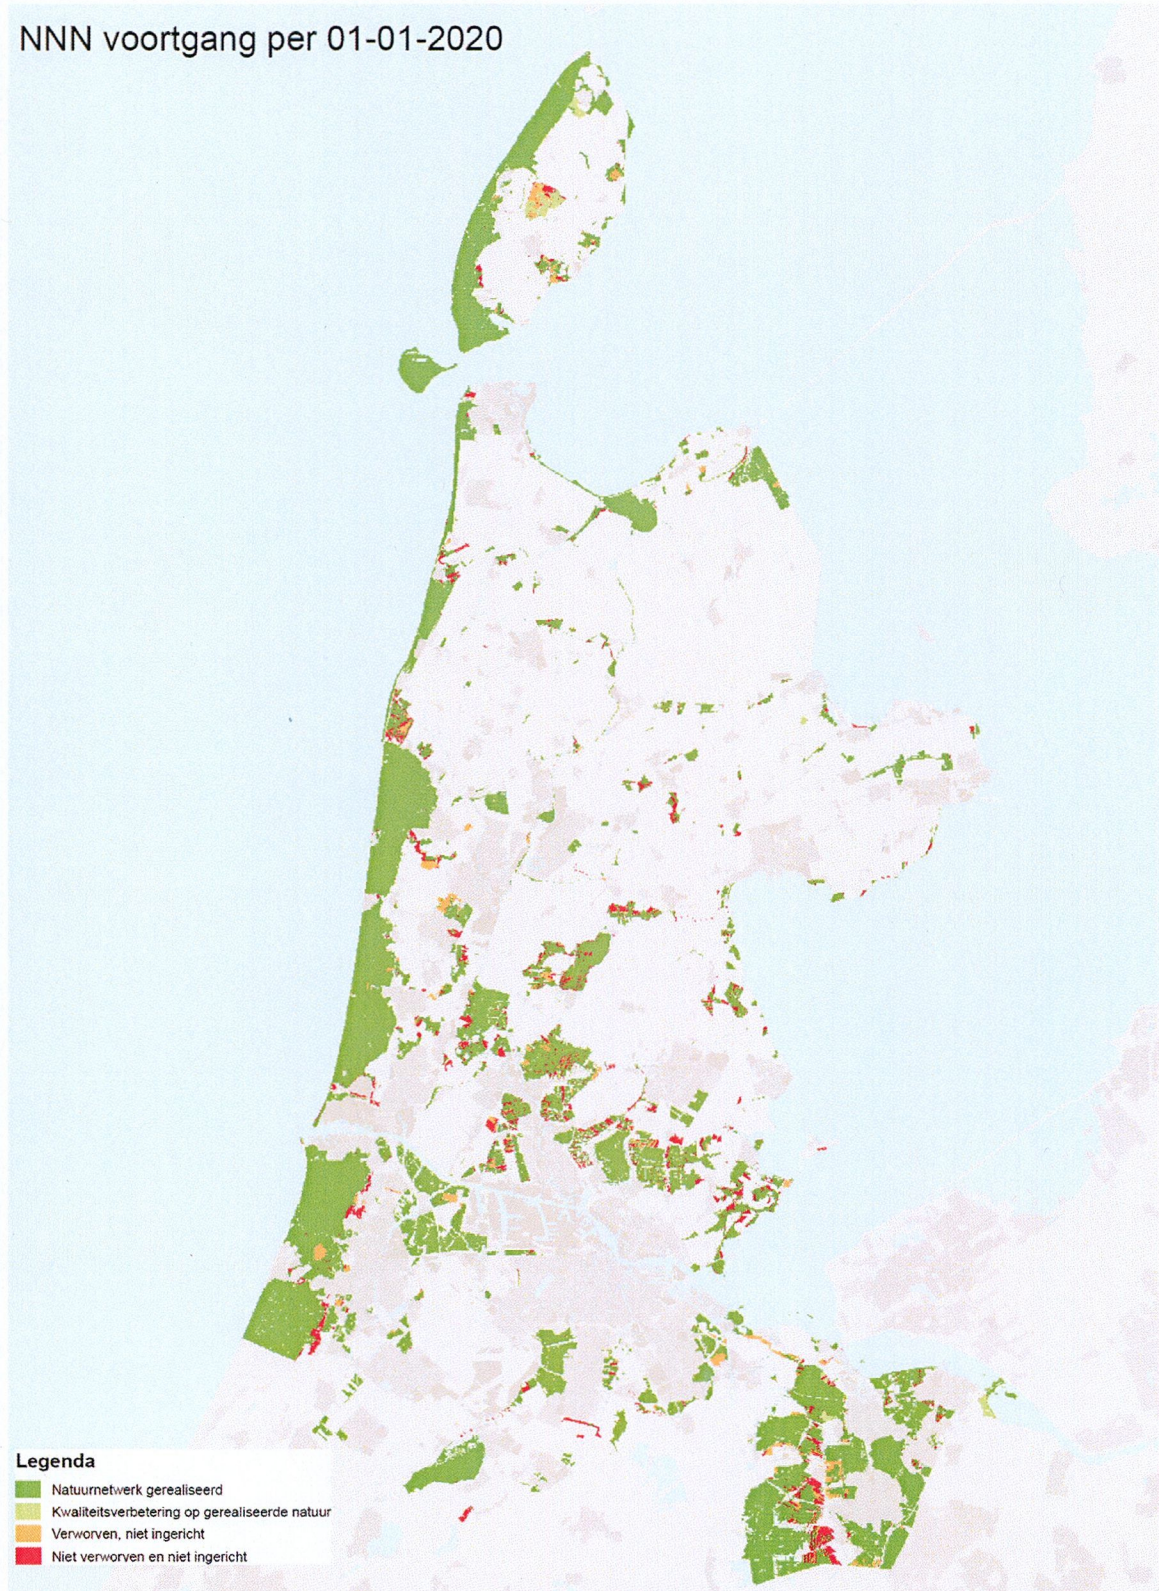 NNN voortgang per 01-01-2020
Legenda
Natuurnetwerk gerealiseerd
Kwaliteitsverbetering op gerealiseerde natuur
Verworven, niet ingericht
Niet verworven en niet ingericht